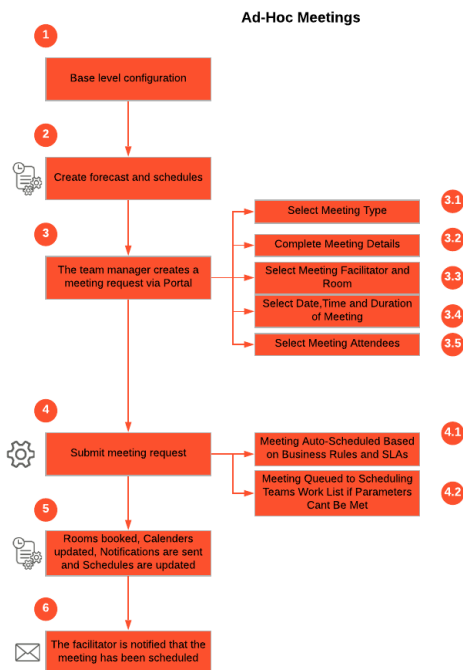 Ad-Hoc Meetings
1
Base level configuration
2
Create forecast and schedules
3
The team manager creates a
meeting request via Portal
Select Meeting Type
3.1
Complete Meeting Details
3.2
Select Meeting Facilitator and
Room
3.3
Select Date,Time and Duration
of Meeting
3.4
Select Meeting Attendees
3.5
4
Submit meeting request
Meeting Auto-Scheduled Based
on Business Rules and SLAs
4.1
Meeting Queued to Scheduling
Teams Work List if Parameters
Cant Be Met
4.2
5
Rooms booked, Calenders
updated, Notifications are sent
and Schedules are updated
6
The facilitator is notified that the
meeting has been scheduled